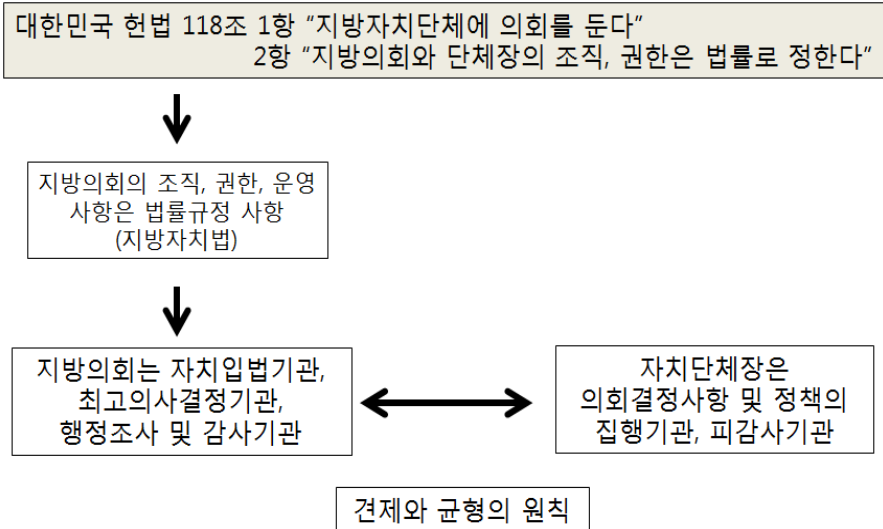 대한민국 헌법 118조 1항 “지방자치단체에 의회를 둔다”
2항 “지방의회와 단체장의 조직, 권한은 법률로 정한다”
지방의회의 조직, 권한, 운영
사항은 법률규정 사항
(지방자치법)
지방의회는 자치입법기관,
최고의사결정기관,
행정조사 및 감사기관
자치단체장은
의회결정사항 및 정책의
집행기관, 피감사기관
견제와 균형의 원칙